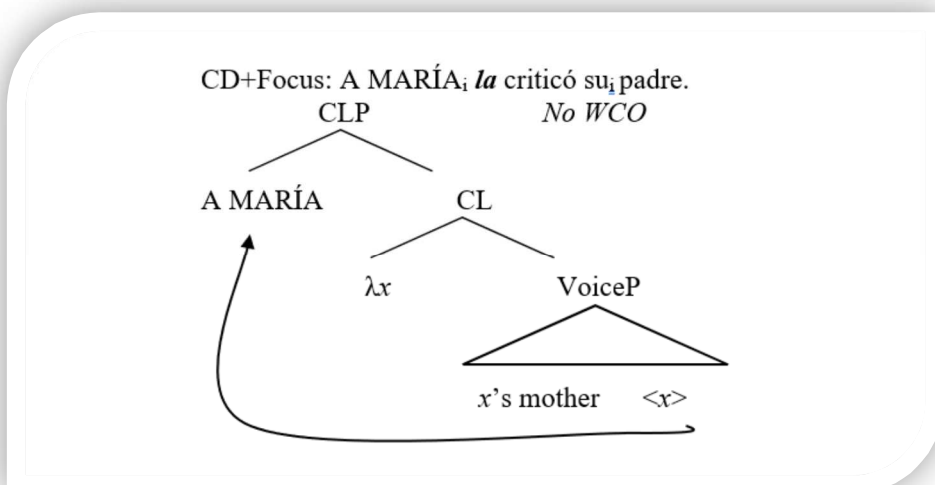 CD+Focus: A MARÍAᵢ la criticó suᵢ padre.
CLP No WCO
A MARÍA CL
λx VoiceP
x’s mother <x>